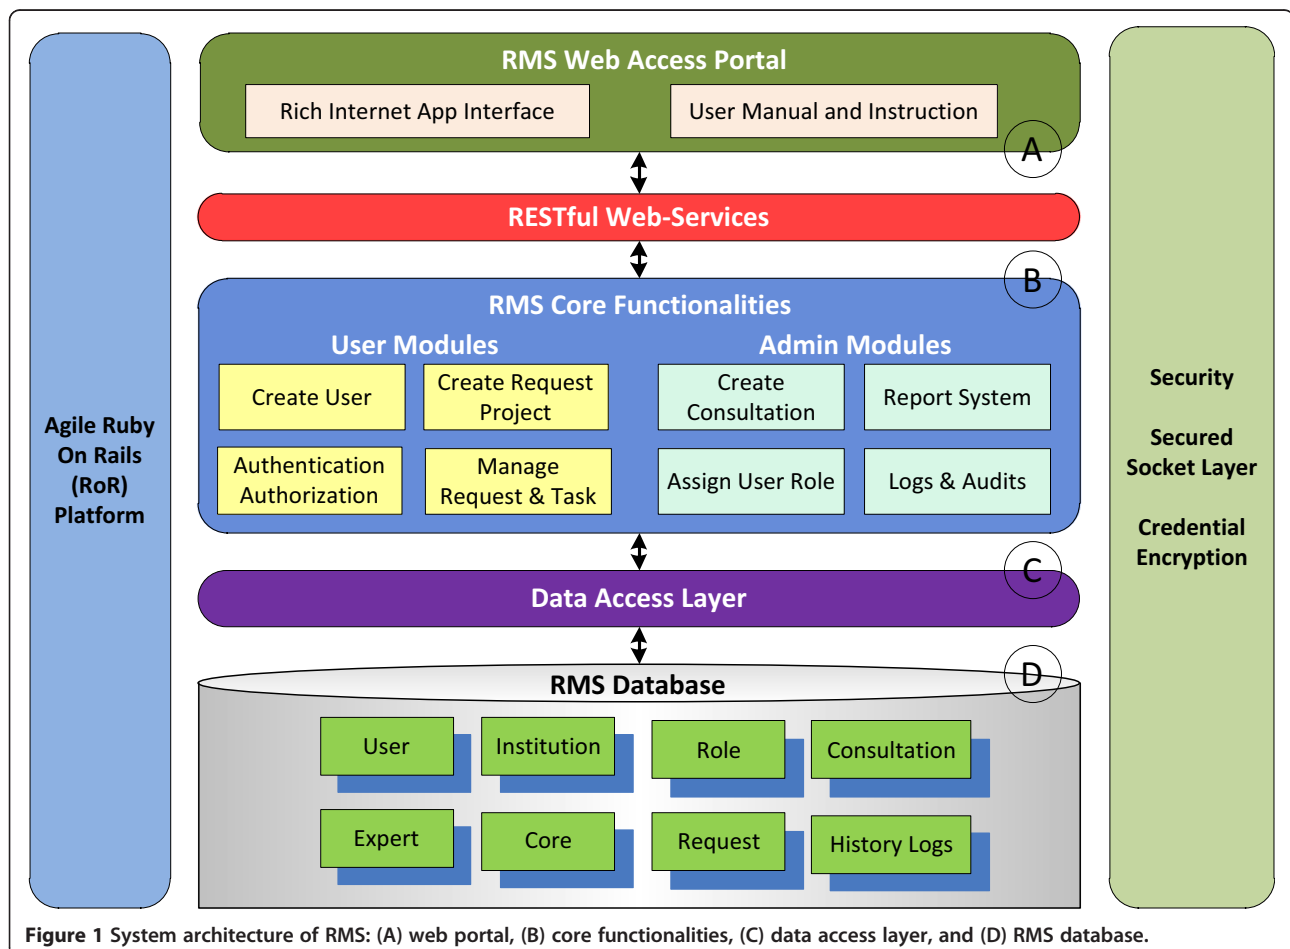 RMS Web Access Portal
Rich Internet App Interface
User Manual and Instruction
A
RESTful Web-Services
B
RMS Core Functionalities
User Modules
Admin Modules
Create User
Create Request
Project
Create
Consultation
Report System
Authentication
Authorization
Manage
Request & Task
Assign User Role
Logs & Audits
C
Data Access Layer
D
RMS Database
User
Institution
Role
Consultation
Expert
Core
Request
History Logs
Agile Ruby
On Rails
(RoR)
Platform
Security
Secured
Socket Layer
Credential
Encryption
Figure 1 System architecture of RMS: (A) web portal, (B) core functionalities, (C) data access layer, and (D) RMS database.